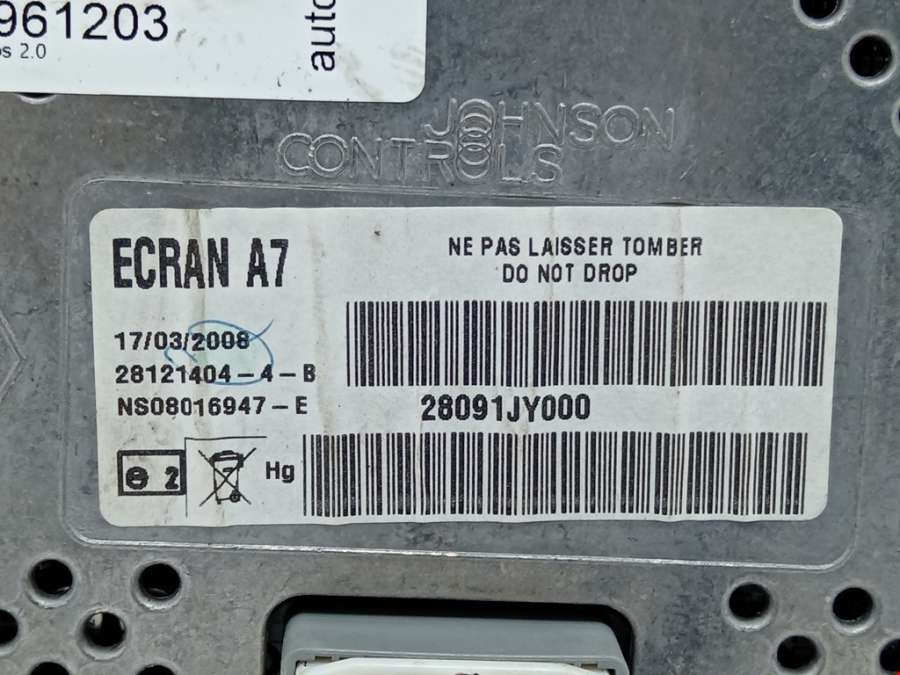 961203
2.0
auto
JOHNSON
CONTROLS
ECRAN A7
NE PAS LAISSER TOMBER
DO NOT DROP
17/03/2008
28121404-4-B
NS08016947-E
28091JY000
2
Hg